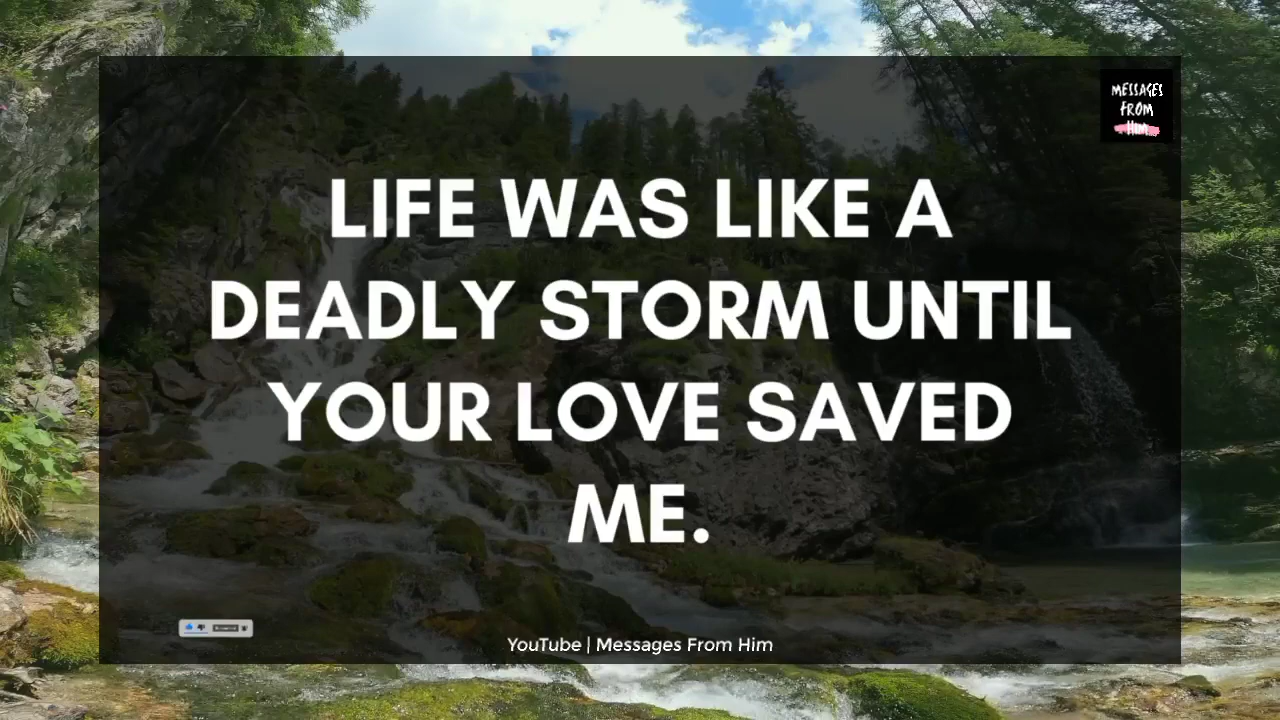 MESSAGES
FROM
Him
LIFE WAS LIKE A
DEADLY STORM UNTIL
YOUR LOVE SAVED
ME.
YouTube | Messages From Him